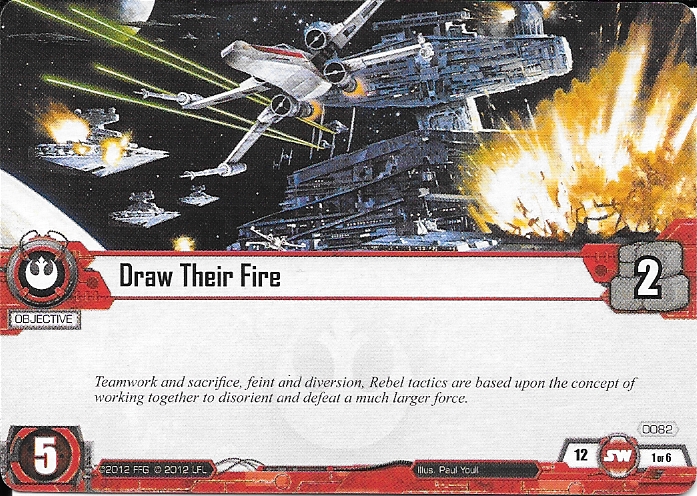 Draw Their Fire
2
OBJECTIVE
Teamwork and sacrifice, feint and diversion, Rebel tactics are based upon the concept of
working together to disorient and defeat a much larger force.
0082
5
©2012 FFG © 2012 LFL
Illus. Paul Youll
12
SW
1 OF 6